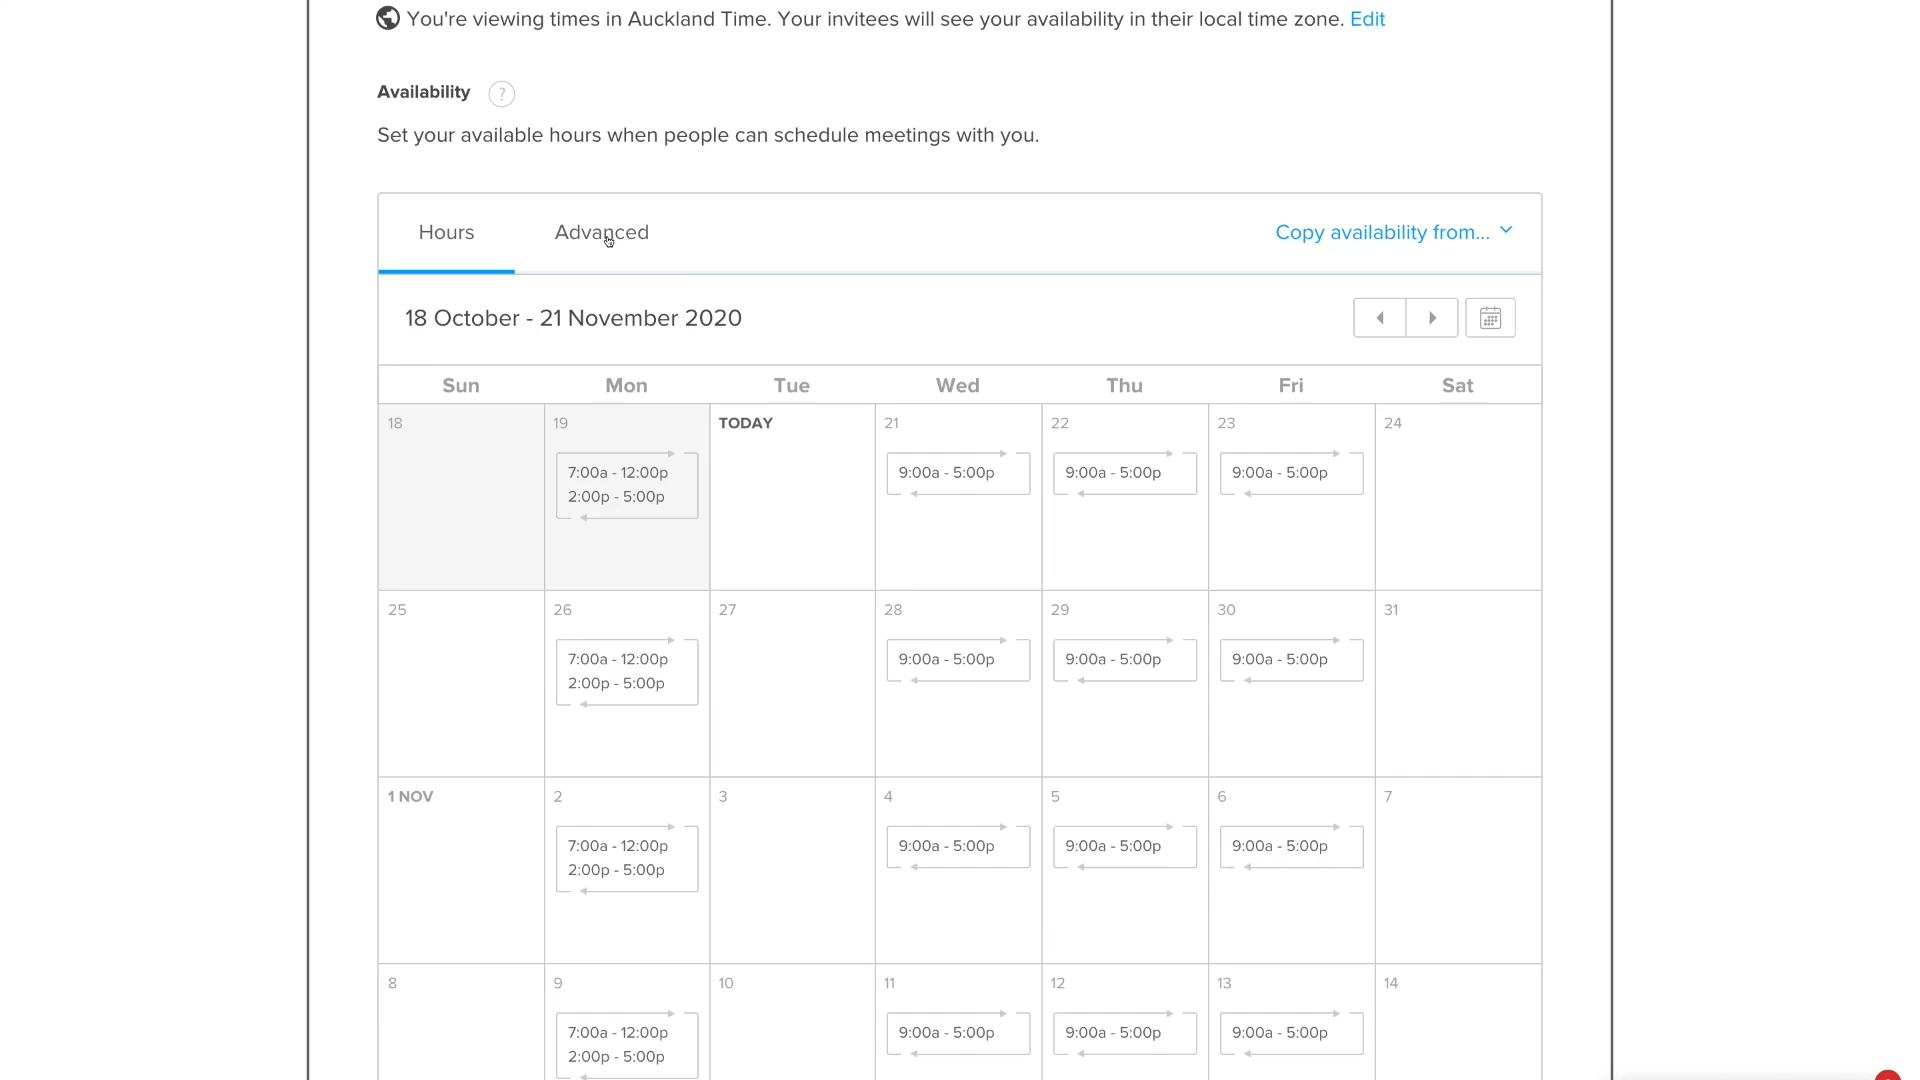 You're viewing times in Auckland Time. Your invitees will see your availability in their local time zone. Edit
Availability ?
Set your available hours when people can schedule meetings with you.
Hours Advanced Copy availability from...
18 October - 21 November 2020
Sun Mon Tue Wed Thu Fri Sat
18 19 TODAY 21 22 23 24
7:00a - 12:00p 9:00a - 5:00p 9:00a - 5:00p 9:00a - 5:00p
2:00p - 5:00p
25 26 27 28 29 30 31
7:00a - 12:00p 9:00a - 5:00p 9:00a - 5:00p 9:00a - 5:00p
2:00p - 5:00p
1 NOV 2 3 4 5 6 7
7:00a - 12:00p 9:00a - 5:00p 9:00a - 5:00p 9:00a - 5:00p
2:00p - 5:00p
8 9 10 11 12 13 14
7:00a - 12:00p 9:00a - 5:00p 9:00a - 5:00p 9:00a - 5:00p
2:00p - 5:00p